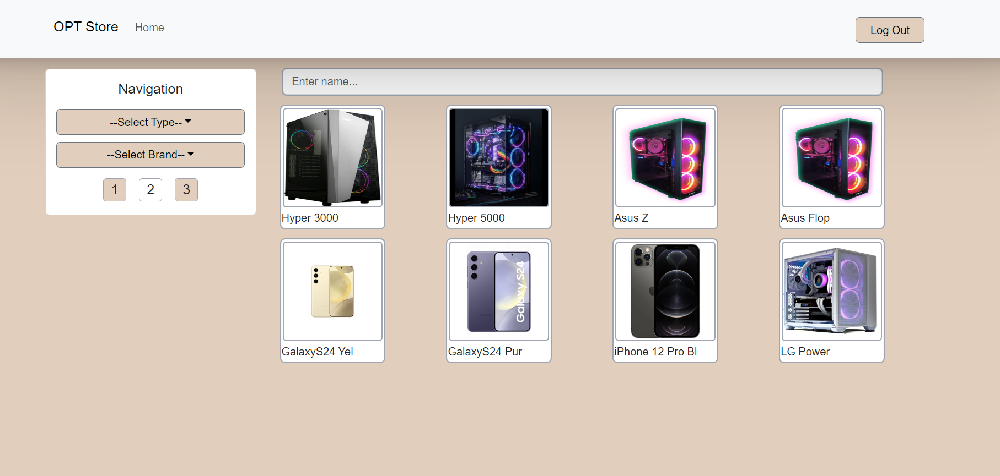 OPT Store
Home
Log Out
Navigation
--Select Type--
--Select Brand--
1 2 3
Enter name...
Hyper 3000
Hyper 5000
Asus Z
Asus Flop
Galaxy S24
GalaxyS24 Yel
GalaxyS24 Pur
iPhone 12 Pro Bl
LG Power